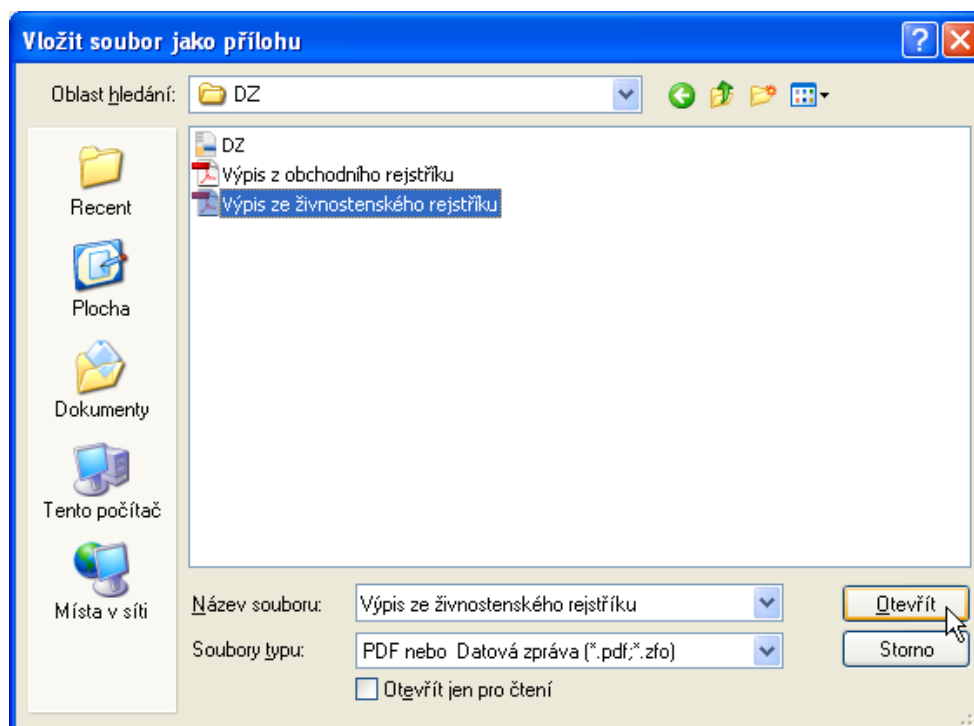 Vložit soubor jako přílohu
Oblast hledání: DZ
DZ
Výpis z obchodního rejstříku
Výpis ze živnostenského rejstříku
Recent
Plocha
Dokumenty
Tento počítač
Místa v síti
Název souboru: Výpis ze živnostenského rejstříku Otevřít
Soubory typu: PDF nebo Datová zpráva (*.pdf;*.zfo) Storno
Otevřít jen pro čtení